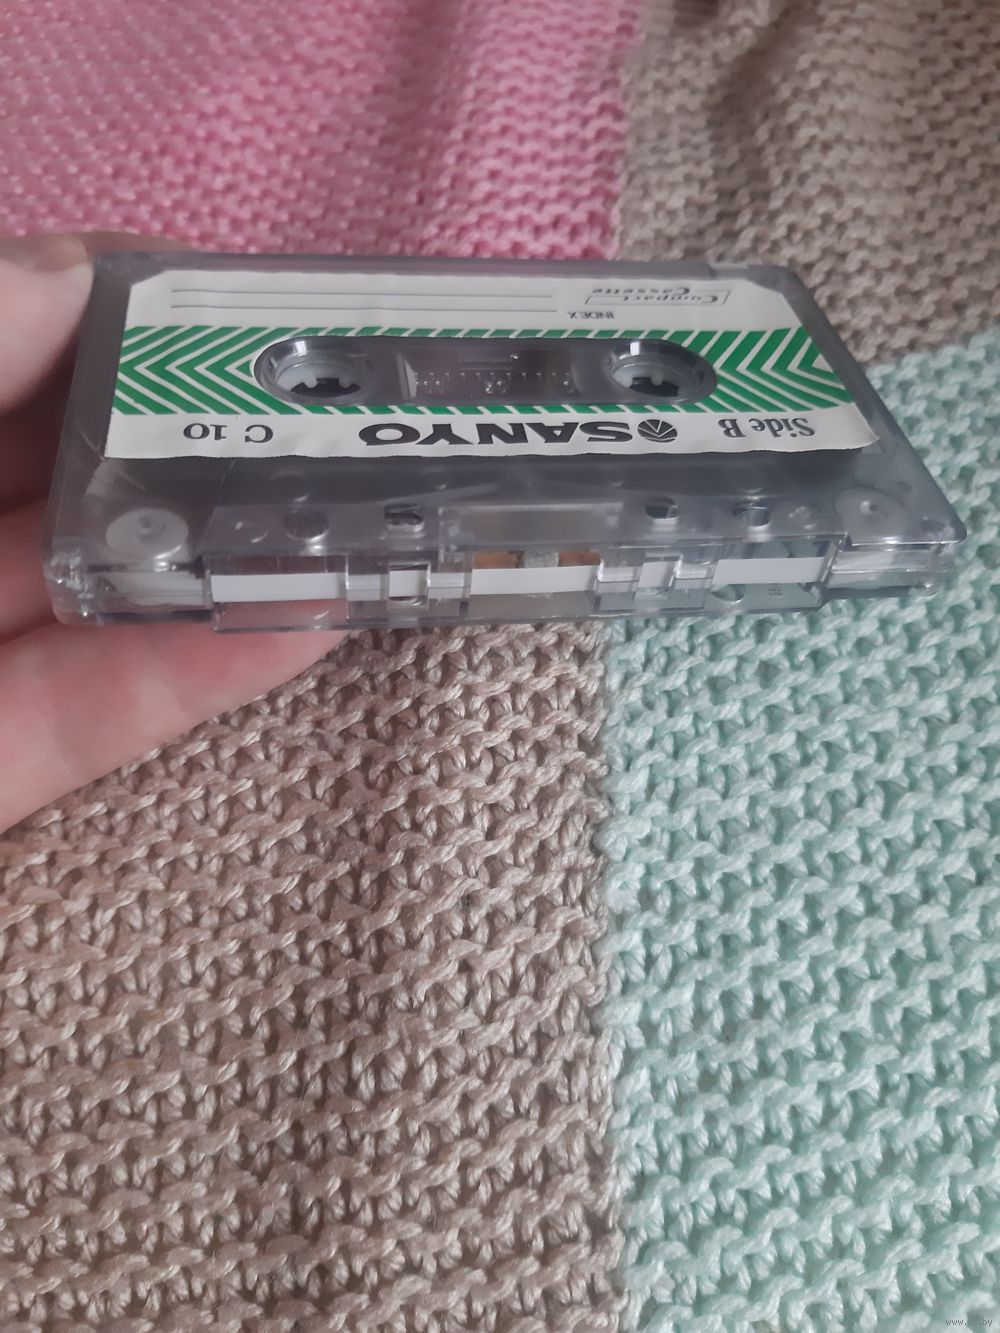 Side B SANYO C 10
INDEX
Compact
Cassette